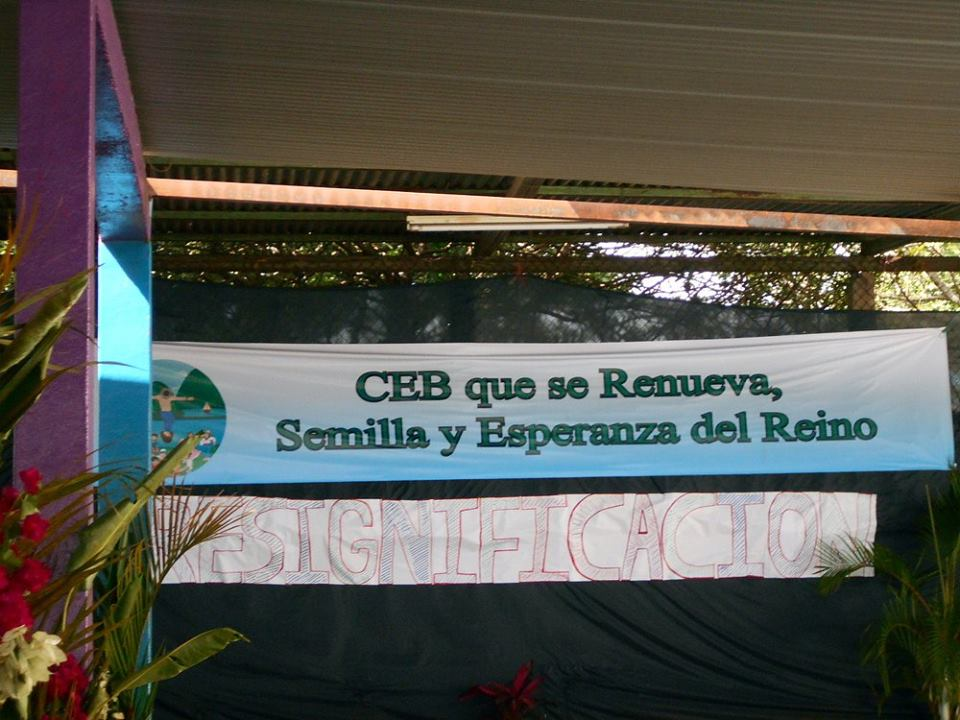 CEB que se Renueva,
Semilla y Esperanza del Reino
RESIGNIFICACION